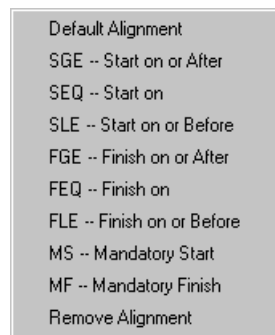 Default Alignment
SGE -- Start on or After
SEQ -- Start on
SLE -- Start on or Before
FGE -- Finish on or After
FEQ -- Finish on
FLE -- Finish on or Before
MS -- Mandatory Start
MF -- Mandatory Finish
Remove Alignment